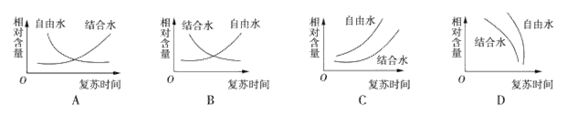 相对含量
自由水
结合水
O
复苏时间
A
相对含量
结合水
自由水
O
复苏时间
B
相对含量
自由水
结合水
O
复苏时间
C
相对含量
自由水
结合水
O
复苏时间
D